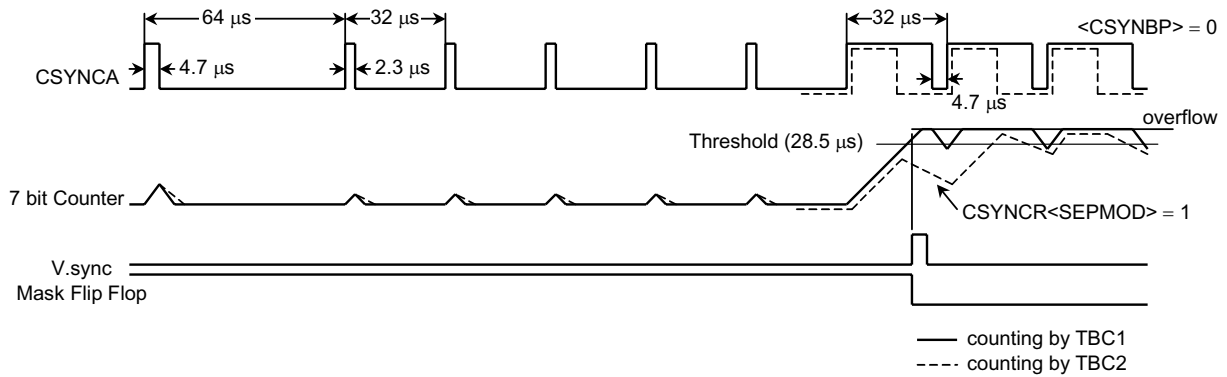 64 µs
32 µs
32 µs
<CSYNBP> = 0
CSYNCA
4.7 µs
2.3 µs
4.7 µs
overflow
Threshold (28.5 µs)
7 bit Counter
CSYNCR<SEPMOD> = 1
V.sync
Mask Flip Flop
counting by TBC1
counting by TBC2